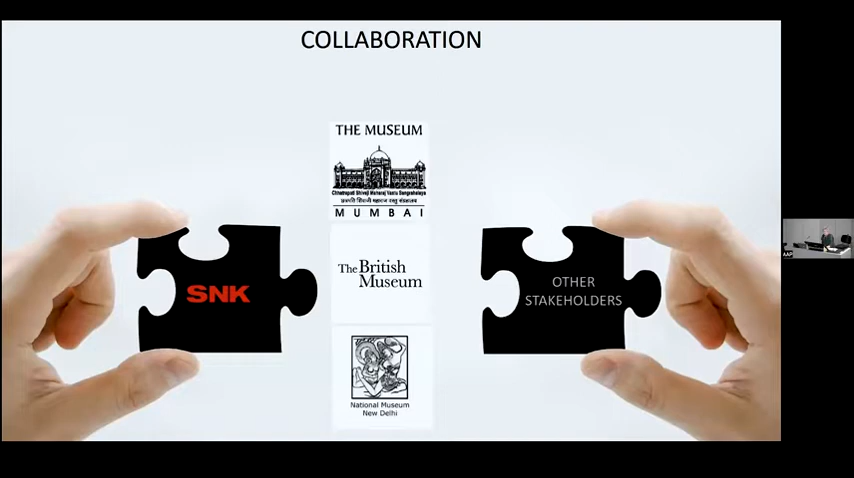 COLLABORATION
THE MUSEUM
Chhatrapati Shivaji Maharaj Vastu Sangrahalaya
छत्रपति शिवाजी महाराज वस्तु संग्रहालय
MUMBAI
The British
Museum
National Museum
New Delhi
SNK
OTHER
STAKEHOLDERS
AAP